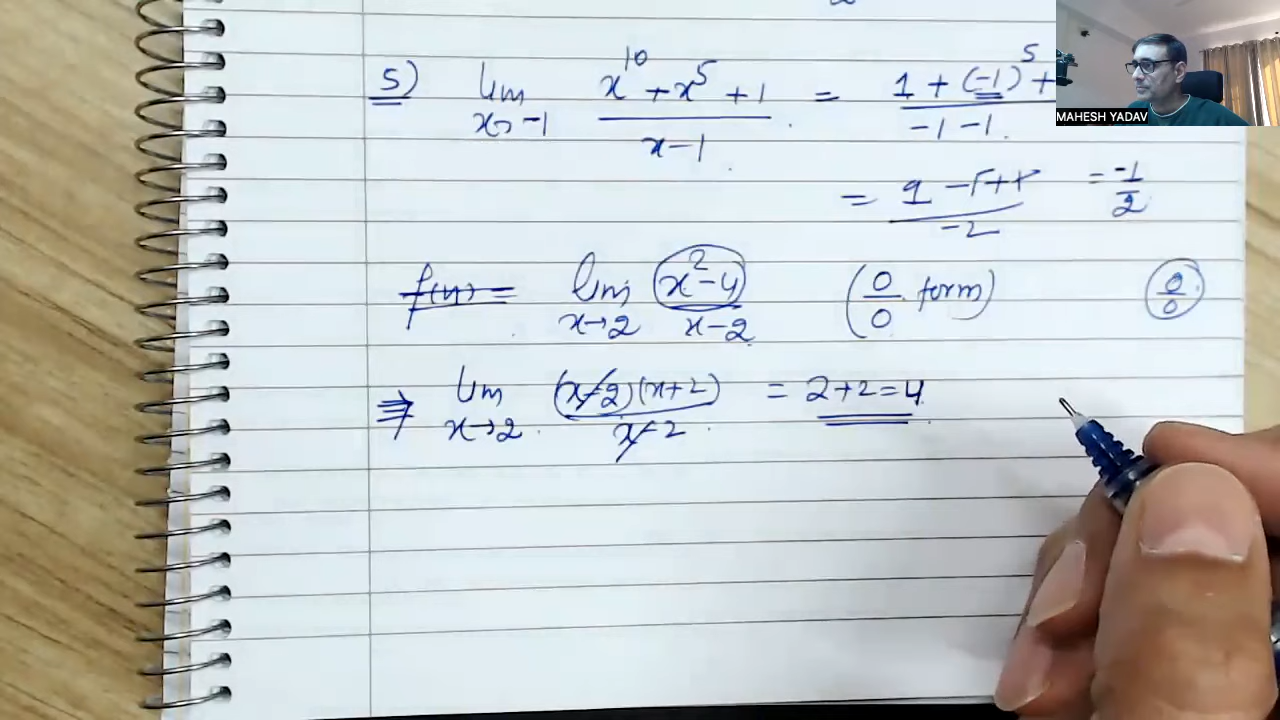 5) lim x→-1 x^10 + x^5 + 1 / x-1 = 1 + (-1)^5 + / -1 -1
MAHESH YADAV
= 1 -1+1 / -2 = -1/2
f(x) = lim x→2 x^2-4 / x-2 (0/0 form) 0/0
⇒ lim x→2 (x-2)(x+2) / x-2 = 2+2=4